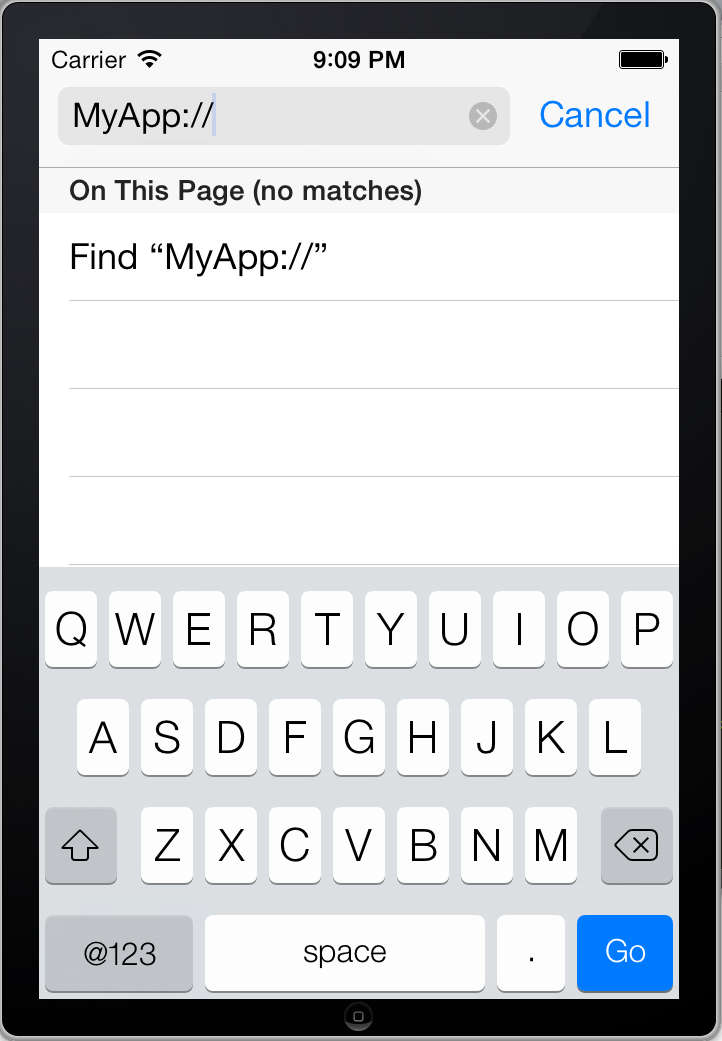 Carrier 9:09 PM
MyApp:// Cancel
On This Page (no matches)
Find “MyApp://”
Q W E R T Y U I O P
A S D F G H J K L
Z X C V B N M
@123 space . Go